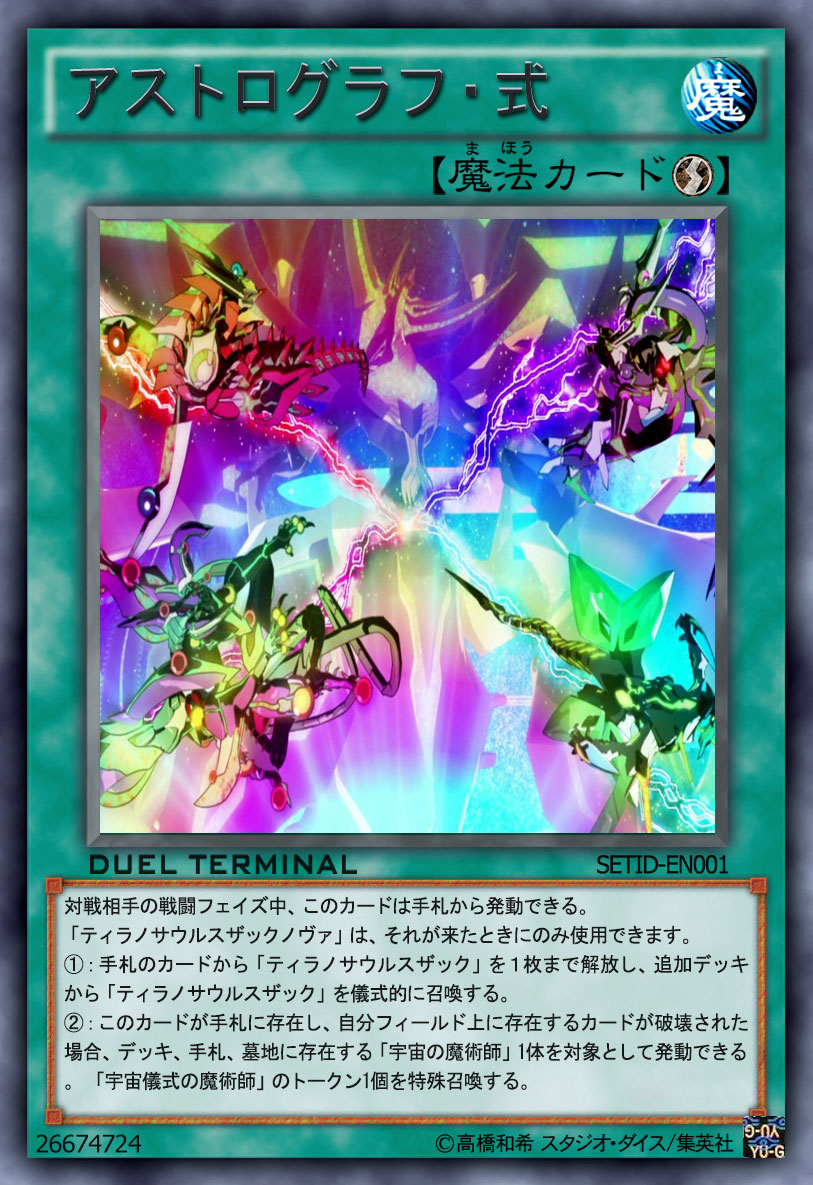 アストログラフ・式
魔
ま
ま ほう
【魔法カード】
DUEL TERMINAL
SETID-EN001
対戦相手の戦闘フェイズ中、このカードは手札から発動できる。
「ティラノサウルスザックノヴァ」は、それが来たときにのみ使用できます。
①：手札のカードから「ティラノサウルスザック」を１枚まで解放し、追加デッキ
から「ティラノサウルスザック」を儀式的に召喚する。
②：このカードが手札に存在し、自分フィールド上に存在するカードが破壊された
場合、デッキ、手札、墓地に存在する「宇宙の魔術師」1体を対象として発動できる
。「宇宙儀式の魔術師」のトークン1個を特殊召喚する。
26674724
©高橋和希 スタジオ・ダイス/集英社
YU-G
YU-G